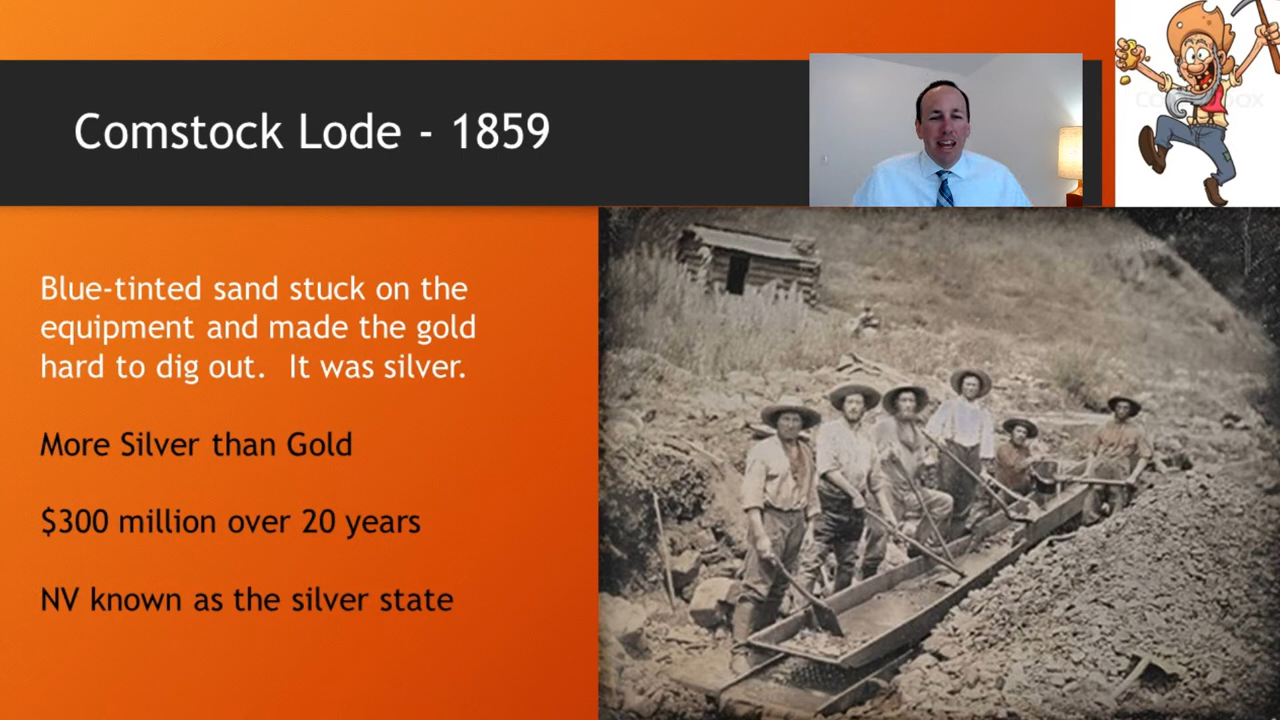 Comstock Lode - 1859
Blue-tinted sand stuck on the
equipment and made the gold
hard to dig out.  It was silver.
More Silver than Gold
$300 million over 20 years
NV known as the silver state